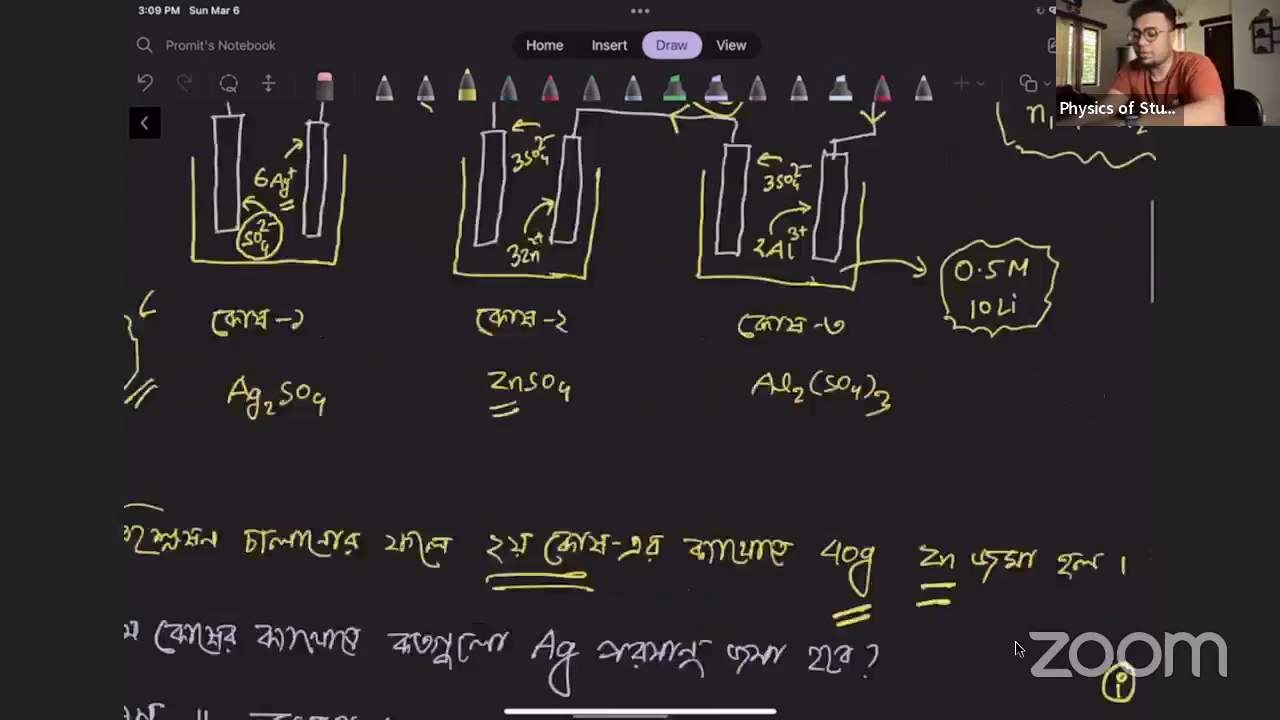 3:09 PM Sun Mar 6
Promit's Notebook
Home Insert Draw View
Physics of Stu...
n₁
6Ag⁺
SO₄²⁻
3SO₄²⁻
3Zn²⁺
3SO₄²⁻
2Al³⁺
0.5M
10Li
কোষ-১ কোষ-২ কোষ-৩
Ag₂SO₄ ZnSO₄ Al₂(SO₄)₃
চালানোর ফলে ২য় কোষ-এর ক্যাথোডে 40g Zn জমা হল।
কোষের ক্যাথোডে কতগুলো Ag পরমাণু জমা হবে?
i
zoom